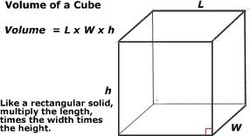 Volume of a Cube
L
Volume = L x W x h
h
Like a rectangular solid,
multiply the length,
times the width times
the height.
W